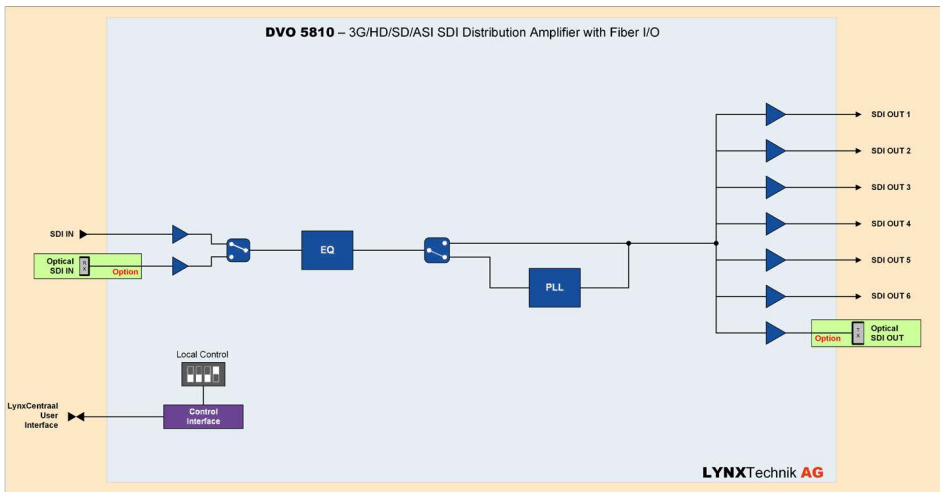 DVO 5810 – 3G/HD/SD/ASI SDI Distribution Amplifier with Fiber I/O
SDI OUT 1
SDI OUT 2
SDI OUT 3
SDI OUT 4
SDI OUT 5
SDI OUT 6
SDI IN
Optical
SDI IN
RX
Option
EQ
PLL
Option
TX
Optical
SDI OUT
Local Control
Control
Interface
LynxCentraal
User
Interface
LYNXTechnik AG